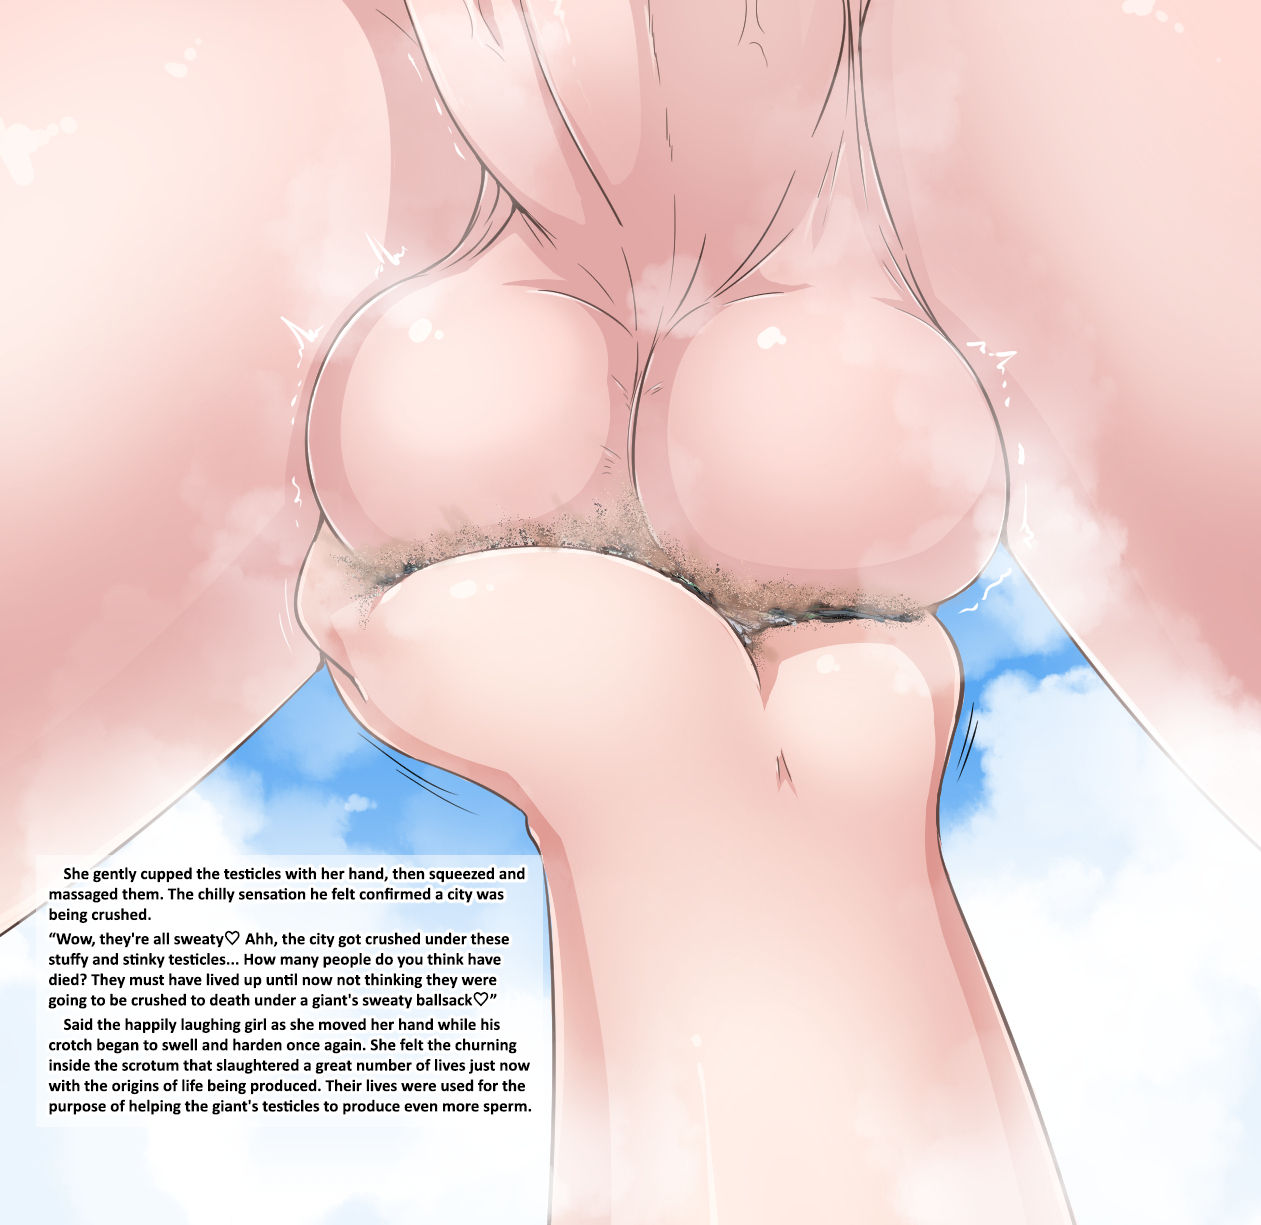 She gently cupped the testicles with her hand, then squeezed and
massaged them. The chilly sensation he felt confirmed a city was
being crushed.
“Wow, they're all sweaty♡ Ahh, the city got crushed under these
stuffy and stinky testicles... How many people do you think have
died? They must have lived up until now not thinking they were
going to be crushed to death under a giant's sweaty ballsack♡”
Said the happily laughing girl as she moved her hand while his
crotch began to swell and harden once again. She felt the churning
inside the scrotum that slaughtered a great number of lives just now
with the origins of life being produced. Their lives were used for the
purpose of helping the giant's testicles to produce even more sperm.